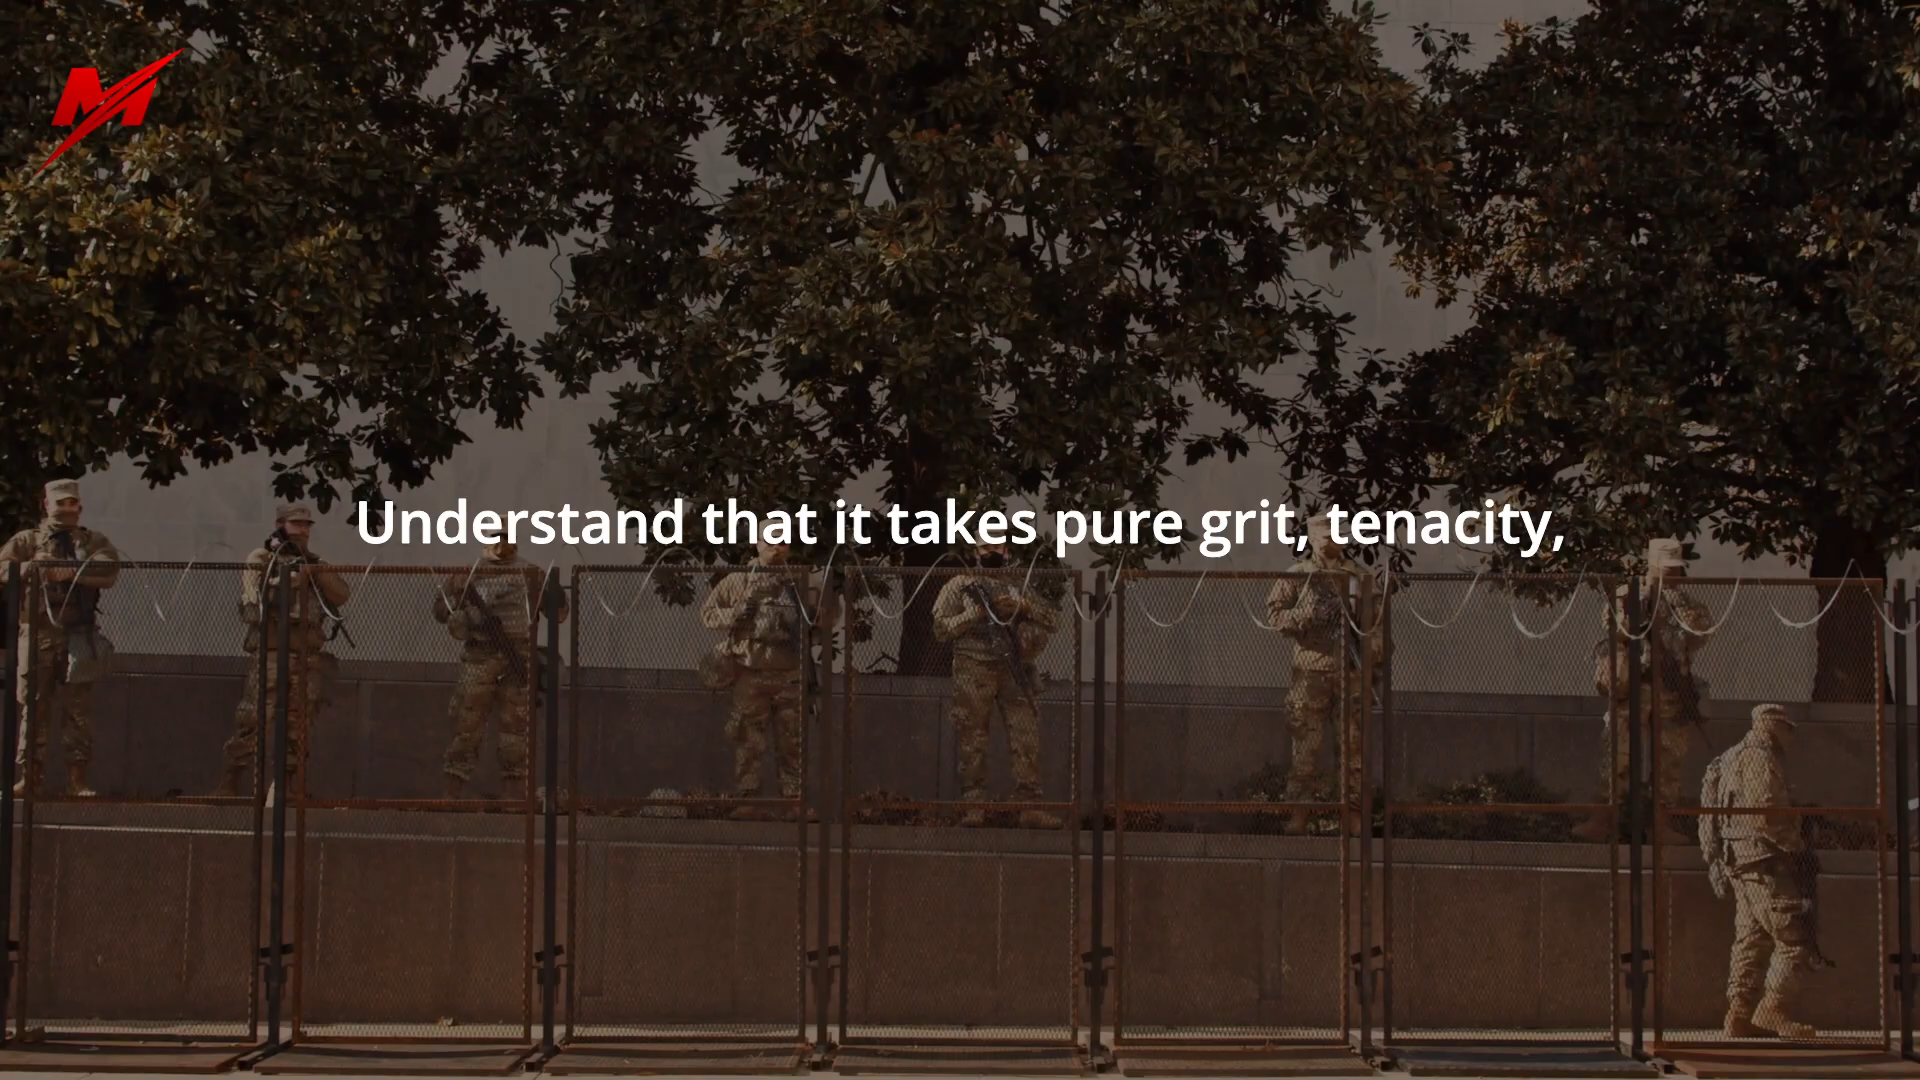 M
Understand that it takes pure grit, tenacity,